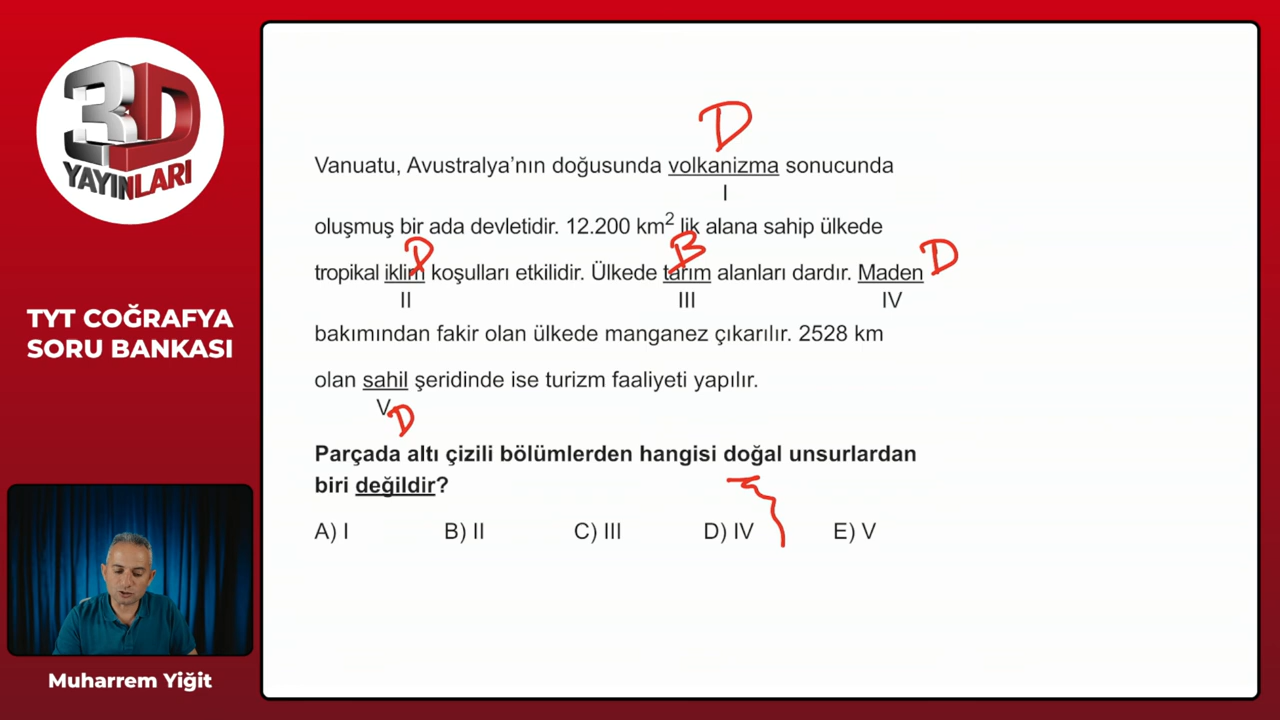 3D
YAYINLARI
TYT COĞRAFYA
SORU BANKASI
Muharrem Yiğit
D
Vanuatu, Avustralya'nın doğusunda volkanizma sonucunda
I
oluşmuş bir ada devletidir. 12.200 km² lik alana sahip ülkede
D B D
tropikal iklim koşulları etkilidir. Ülkede tarım alanları dardır. Maden
II III IV
bakımından fakir olan ülkede manganez çıkarılır. 2528 km
olan sahil şeridinde ise turizm faaliyeti yapılır.
V D
Parçada altı çizili bölümlerden hangisi doğal unsurlardan
biri değildir?
A) I B) II C) III D) IV E) V